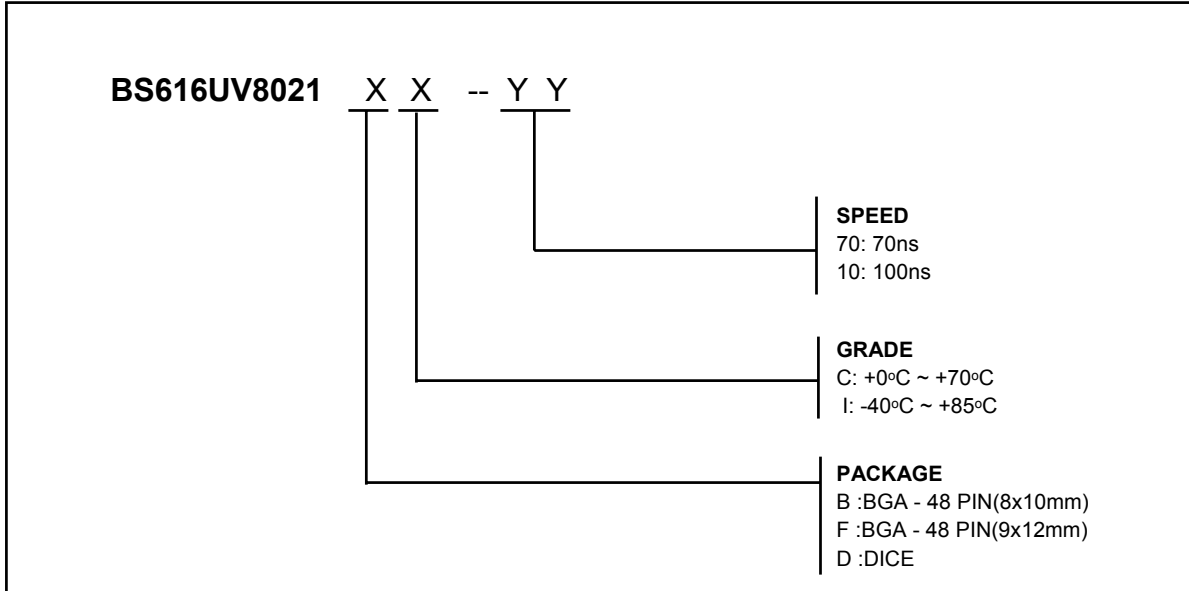 BS616UV8021 X X -- Y Y
SPEED
70: 70ns
10: 100ns
GRADE
C: +0oC ~ +70oC
I: -40oC ~ +85oC
PACKAGE
B :BGA - 48 PIN(8x10mm)
F :BGA - 48 PIN(9x12mm)
D :DICE